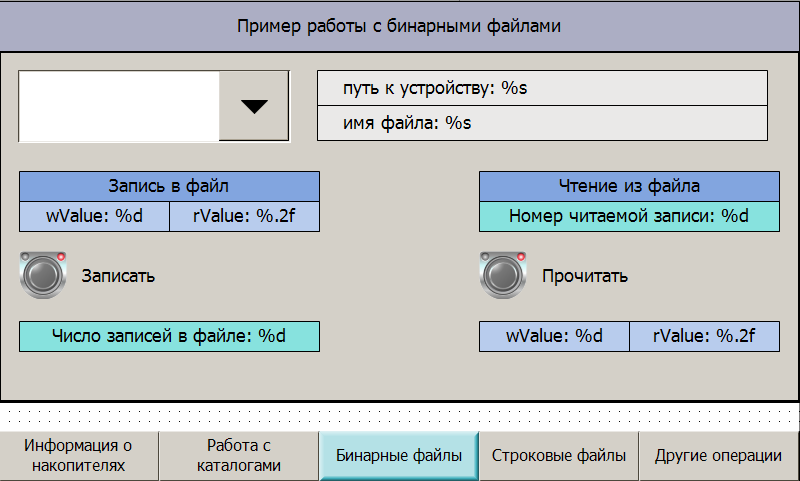 Пример работы с бинарными файлами
путь к устройству: %s
имя файла: %s
Запись в файл
wValue: %d
rValue: %.2f
Чтение из файла
Номер читаемой записи: %d
Записать
Прочитать
Число записей в файле: %d
wValue: %d
rValue: %.2f
Информация о
накопителях
Работа с
каталогами
Бинарные файлы
Строковые файлы
Другие операции